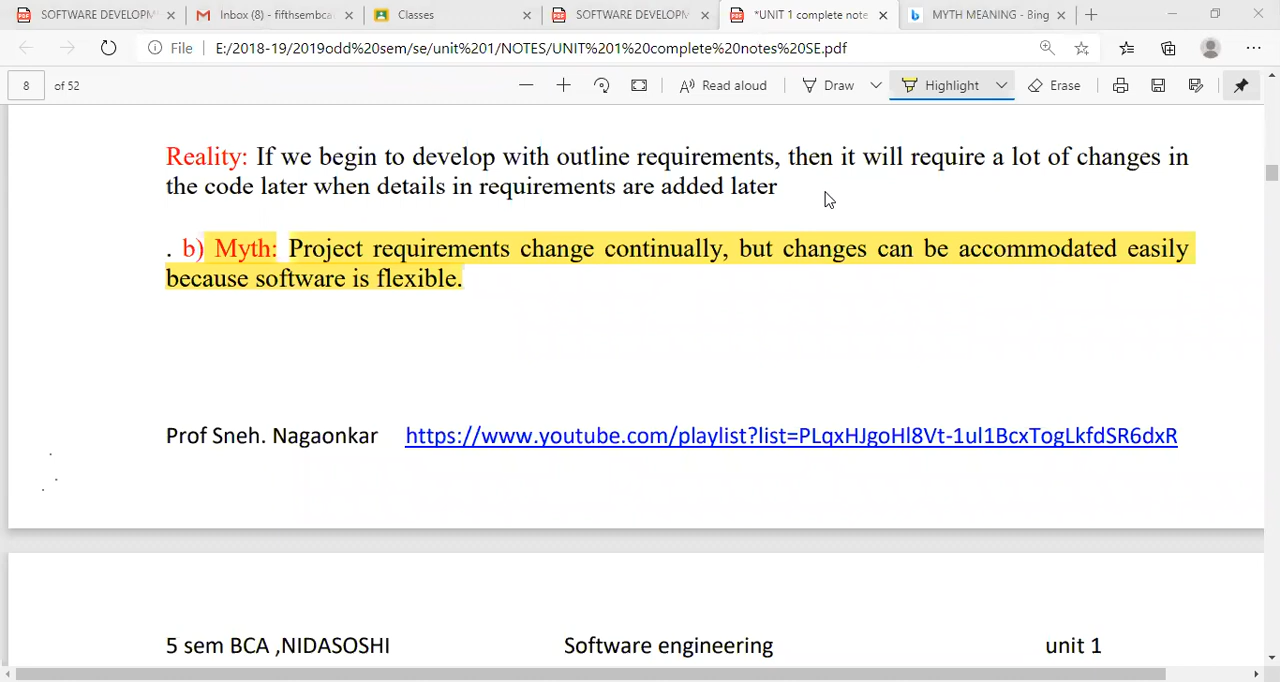 SOFTWARE DEVELOPM
Inbox (8) - fifthsembca
Classes
SOFTWARE DEVELOPM
*UNIT 1 complete note
MYTH MEANING - Bing
File E:/2018-19/2019odd%20sem/se/unit%201/NOTES/UNIT%201%20complete%20notes%20SE.pdf
8 of 52 Read aloud Draw Highlight Erase
Reality: If we begin to develop with outline requirements, then it will require a lot of changes in
the code later when details in requirements are added later
. b) Myth: Project requirements change continually, but changes can be accommodated easily
because software is flexible.
Prof Sneh. Nagaonkar https://www.youtube.com/playlist?list=PLqxHJgoHl8Vt-1ul1BcxTogLkfdSR6dxR
5 sem BCA ,NIDASOSHI Software engineering unit 1